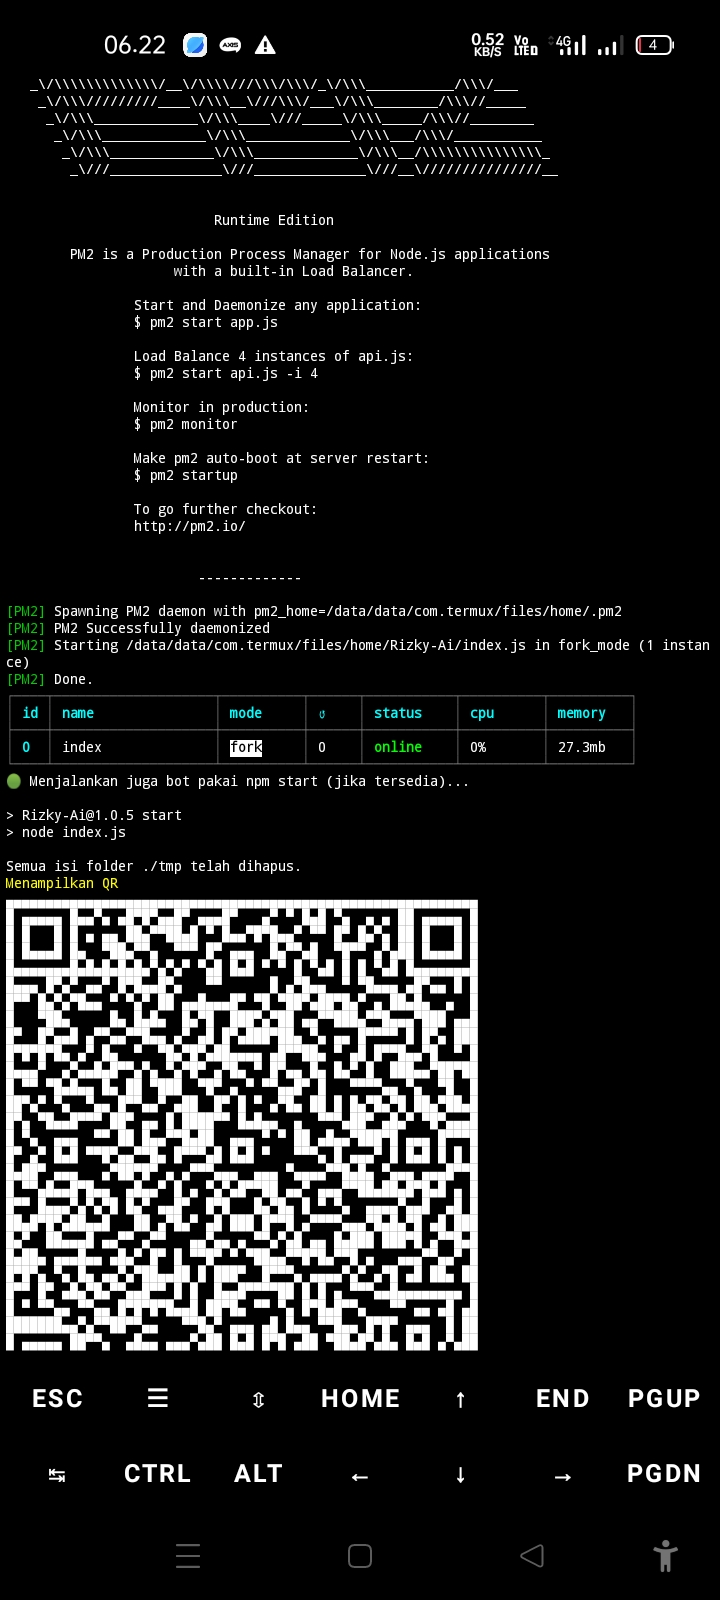 06.22
AXIS
0.52 KB/S
Vo LTE D
4G
4
_\/\\\\\\\\\\\\\/__\/\\\\///\\\/\\\/_\/\\\___________/\\\/___
_\/\\\/////////____\/\\\__\///\\\/___\/\\\________/\\\//_____
_\/\\\_____________\/\\\____\///_____\/\\\_____/\\\//________
_\/\\\_____________\/\\\_____________\/\\\___/\\\/___________
_\/\\\_____________\/\\\_____________\/\\\__/\\\\\\\\\\\\\\\_
_\///______________\///______________\///__\///////////////__
Runtime Edition
PM2 is a Production Process Manager for Node.js applications
with a built-in Load Balancer.
Start and Daemonize any application:
$ pm2 start app.js
Load Balance 4 instances of api.js:
$ pm2 start api.js -i 4
Monitor in production:
$ pm2 monitor
Make pm2 auto-boot at server restart:
$ pm2 startup
To go further checkout:
http://pm2.io/
-------------
[PM2] Spawning PM2 daemon with pm2_home=/data/data/com.termux/files/home/.pm2
[PM2] PM2 Successfully daemonized
[PM2] Starting /data/data/com.termux/files/home/Rizky-Ai/index.js in fork_mode (1 instan
ce)
[PM2] Done.
id name mode ↺ status cpu memory
0 index fork 0 online 0% 27.3mb
🟢 Menjalankan juga bot pakai npm start (jika tersedia)...
> Rizky-Ai@1.0.5 start
> node index.js
Semua isi folder ./tmp telah dihapus.
Menampilkan QR
ESC ☰ ⇳ HOME ↑ END PGUP
↹ CTRL ALT ← ↓ → PGDN